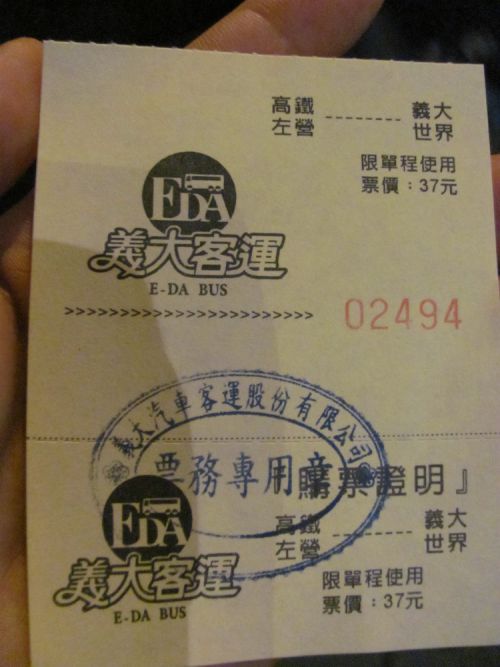 高鐵 -------- 義大
左營 世界
限單程使用
票價：37元
EDA
義大客運
E-DA BUS
>>>>>>>>>>>>>>>>>>>>>>
02494
義大汽車客運股份有限公司
票務專用章
購票證明』
高鐵 -------- 義大
左營 世界
限單程使用
票價：37元
EDA
義大客運
E-DA BUS